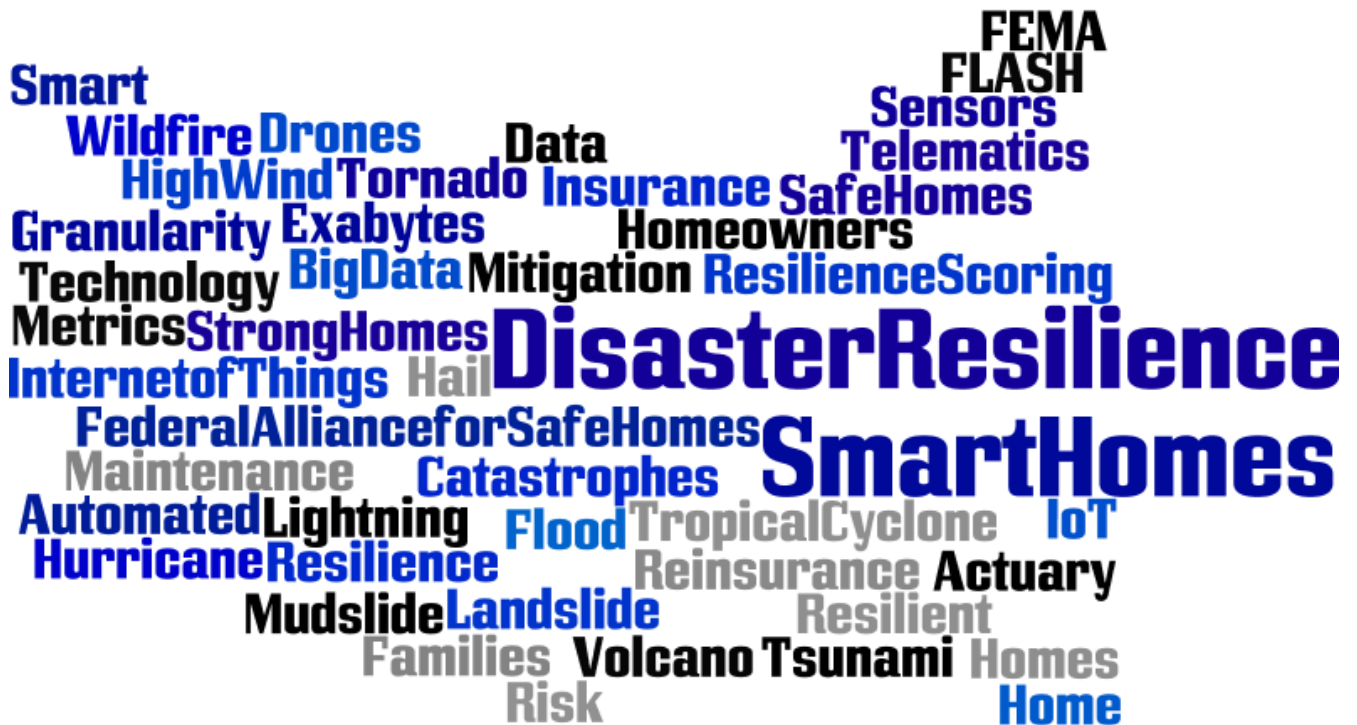 FEMA
FLASH
Smart
Sensors
Wildfire Drones Data Telematics
HighWind Tornado Insurance SafeHomes
Granularity Exabytes Homeowners
Technology BigData Mitigation ResilienceScoring
Metrics StrongHomes DisasterResilience
InternetofThings Hail
FederalAllianceforSafeHomes SmartHomes
Maintenance Catastrophes
Automated Lightning Flood TropicalCyclone IoT
Hurricane Resilience Reinsurance Actuary
Mudslide Landslide Resilient
Families Volcano Tsunami Homes
Risk Home